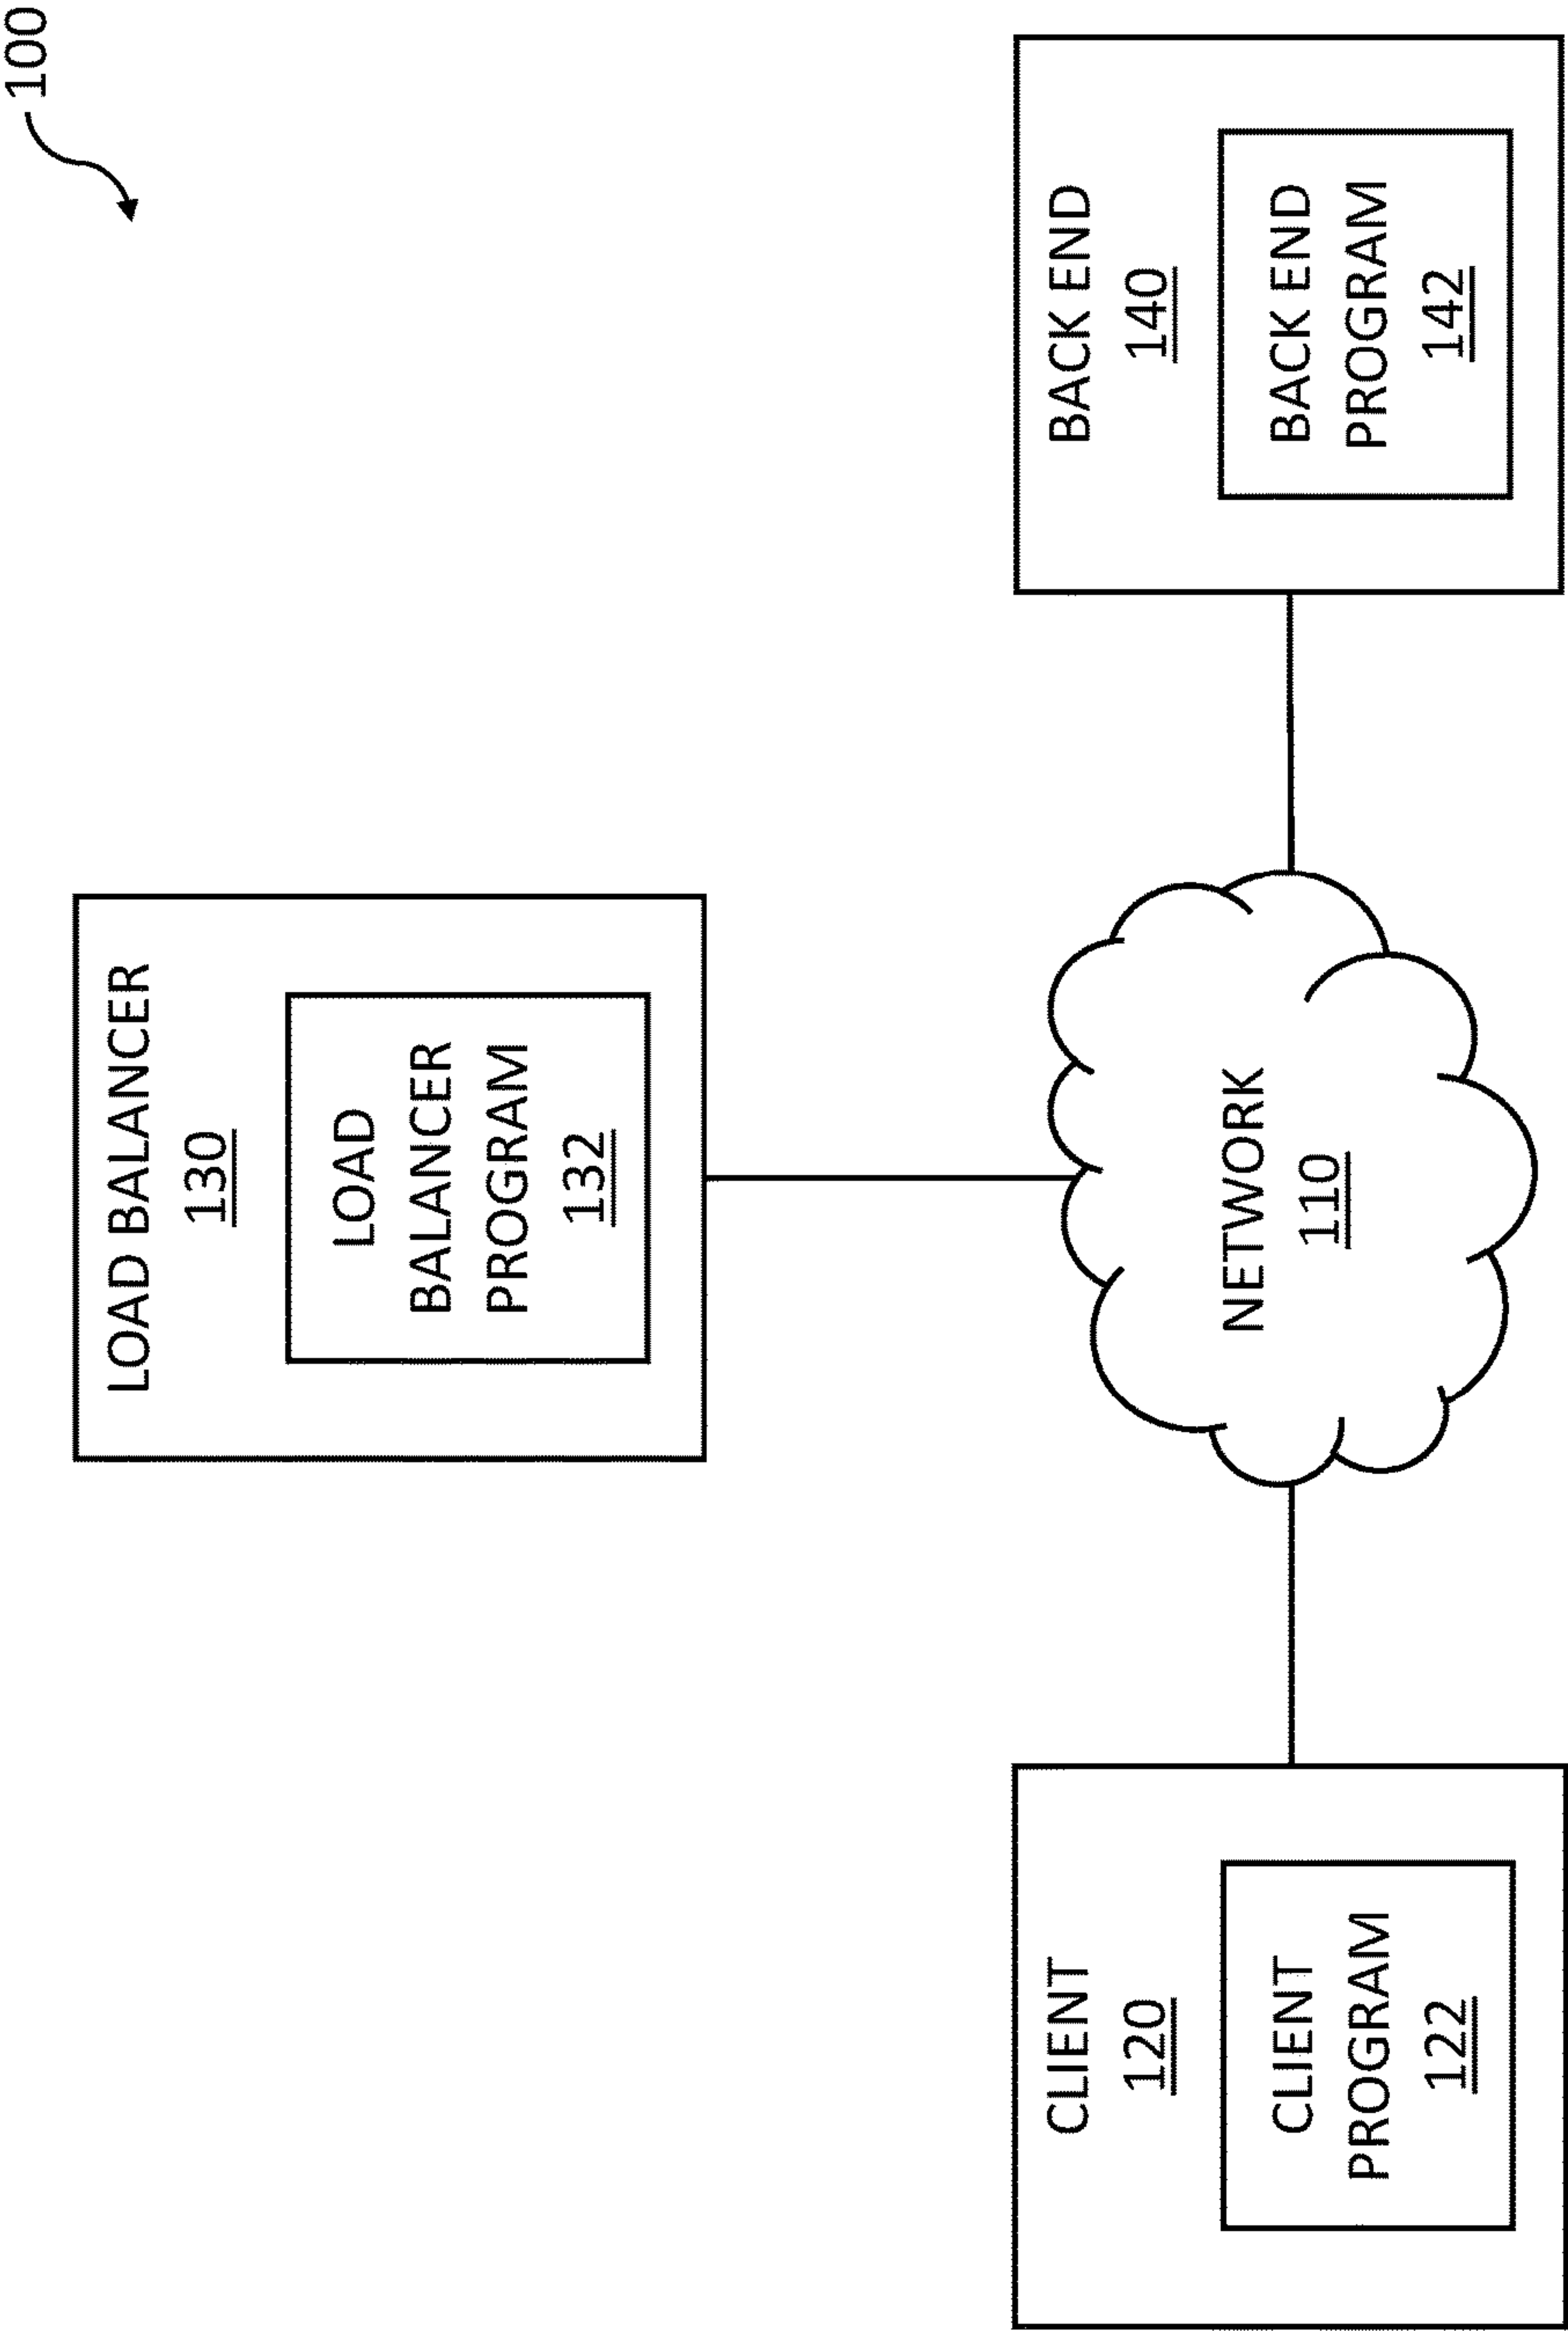 100
LOAD BALANCER
130
LOAD
BALANCER
PROGRAM
132
CLIENT
120
CLIENT
PROGRAM
122
NETWORK
110
BACK END
140
BACK END
PROGRAM
142